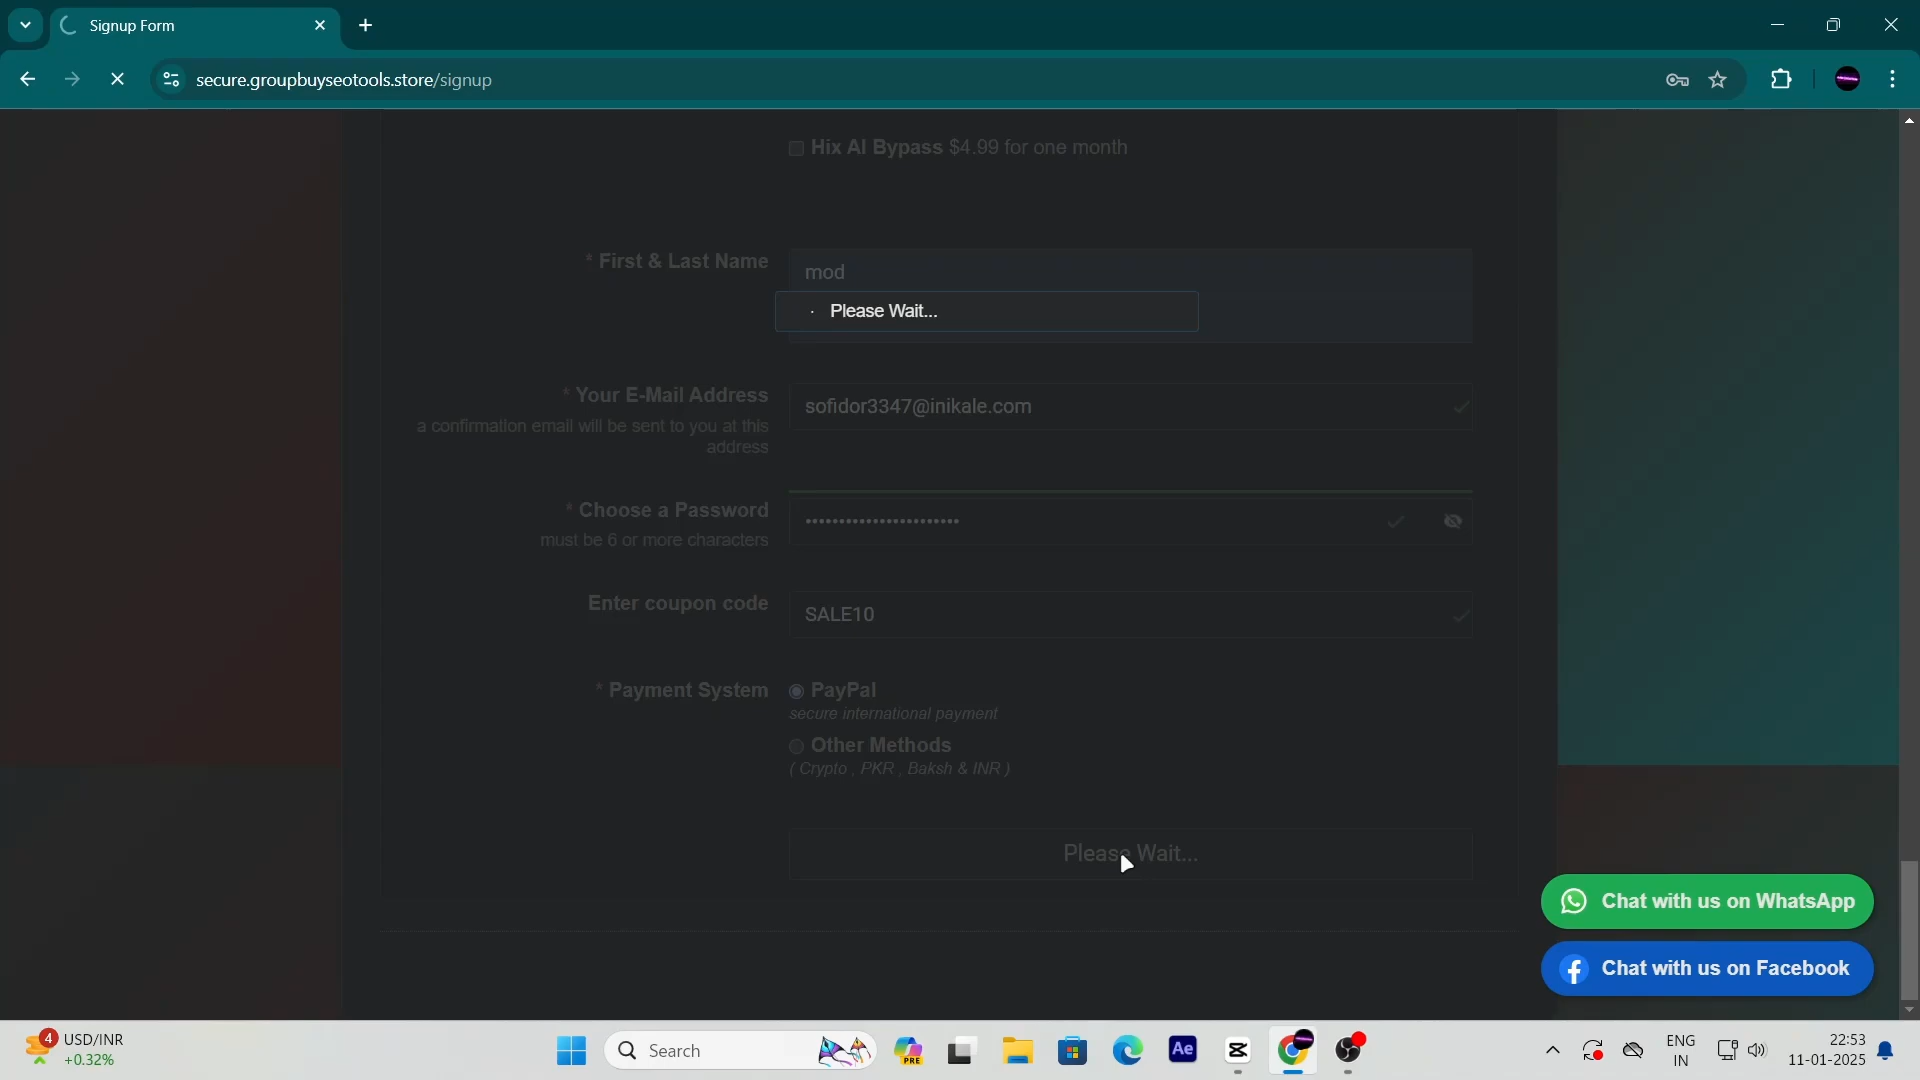 Signup Form
secure.groupbuyseotools.store/signup
Hix AI Bypass $4.99 for one month
* First & Last Name
mod
Please Wait...
* Your E-Mail Address
a confirmation email will be sent to you at this
address
sofidor3347@inikale.com
* Choose a Password
must be 6 or more characters
•••••••••••••••••••••••
Enter coupon code
SALE10
* Payment System
PayPal
secure international payment
Other Methods
( Crypto , PKR , Baksh & INR )
Please Wait...
Chat with us on WhatsApp
Chat with us on Facebook
4
USD/INR
+0.32%
Search
PRE
Ae
ENG
IN
22:53
11-01-2025